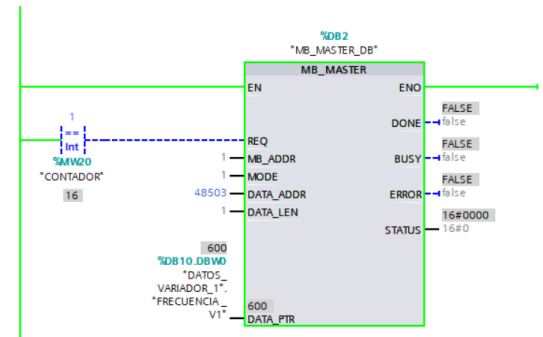 %DB2
"MB_MASTER_DB"
MB_MASTER
EN ENO
FALSE
DONE false
1
==
Int
REQ
%MW20
"CONTADOR"
16
FALSE
1 MB_ADDR BUSY false
1 MODE
FALSE
48503 DATA_ADDR ERROR false
1 DATA_LEN
16#0000
STATUS 16#0
600
%DB10.DBW0
"DATOS_
VARIADOR_1".
"FRECUENCIA_
V1"
600
DATA_PTR